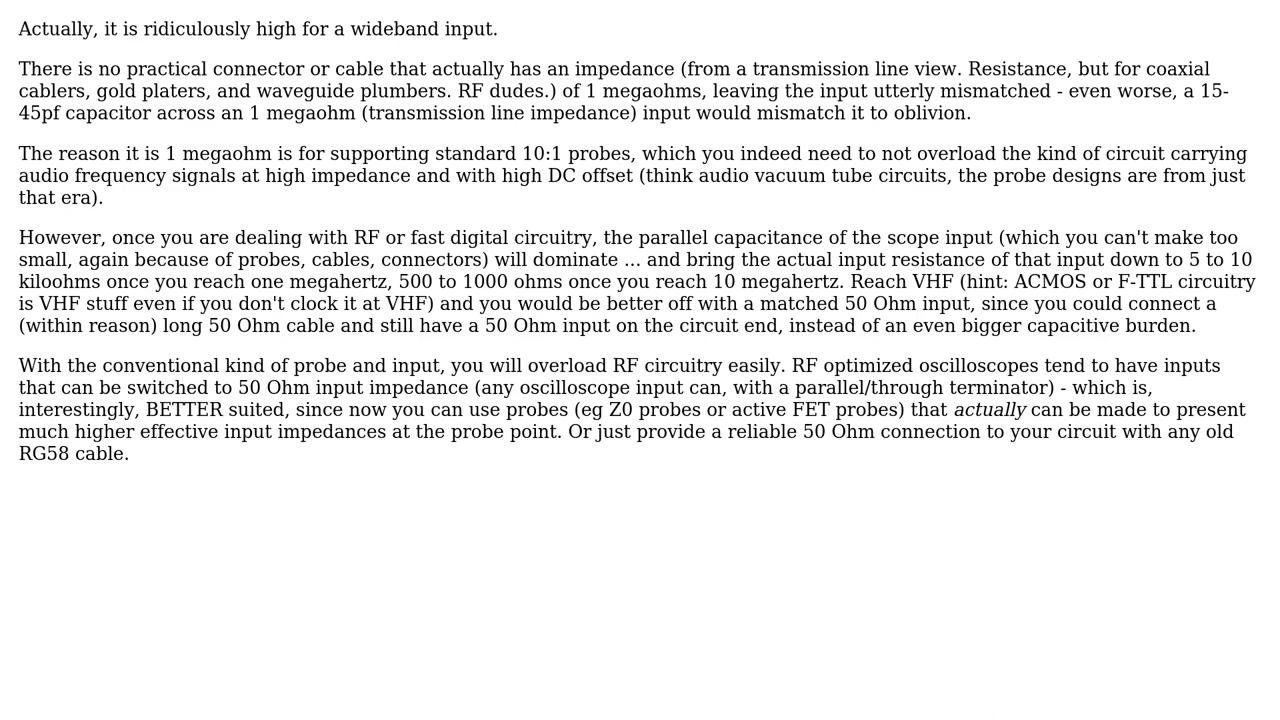 Actually, it is ridiculously high for a wideband input.
There is no practical connector or cable that actually has an impedance (from a transmission line view. Resistance, but for coaxial
cablers, gold platers, and waveguide plumbers. RF dudes.) of 1 megaohms, leaving the input utterly mismatched - even worse, a 15-
45pf capacitor across an 1 megaohm (transmission line impedance) input would mismatch it to oblivion.
The reason it is 1 megaohm is for supporting standard 10:1 probes, which you indeed need to not overload the kind of circuit carrying
audio frequency signals at high impedance and with high DC offset (think audio vacuum tube circuits, the probe designs are from just
that era).
However, once you are dealing with RF or fast digital circuitry, the parallel capacitance of the scope input (which you can't make too
small, again because of probes, cables, connectors) will dominate ... and bring the actual input resistance of that input down to 5 to 10
kiloohms once you reach one megahertz, 500 to 1000 ohms once you reach 10 megahertz. Reach VHF (hint: ACMOS or F-TTL circuitry
is VHF stuff even if you don't clock it at VHF) and you would be better off with a matched 50 Ohm input, since you could connect a
(within reason) long 50 Ohm cable and still have a 50 Ohm input on the circuit end, instead of an even bigger capacitive burden.
With the conventional kind of probe and input, you will overload RF circuitry easily. RF optimized oscilloscopes tend to have inputs
that can be switched to 50 Ohm input impedance (any oscilloscope input can, with a parallel/through terminator) - which is,
interestingly, BETTER suited, since now you can use probes (eg Z0 probes or active FET probes) that actually can be made to present
much higher effective input impedances at the probe point. Or just provide a reliable 50 Ohm connection to your circuit with any old
RG58 cable.